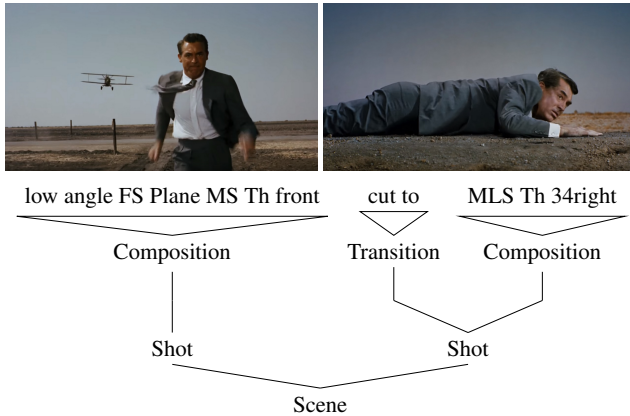 low angle FS Plane MS Th front cut to MLS Th 34right
Composition Transition Composition
Shot Shot
Scene